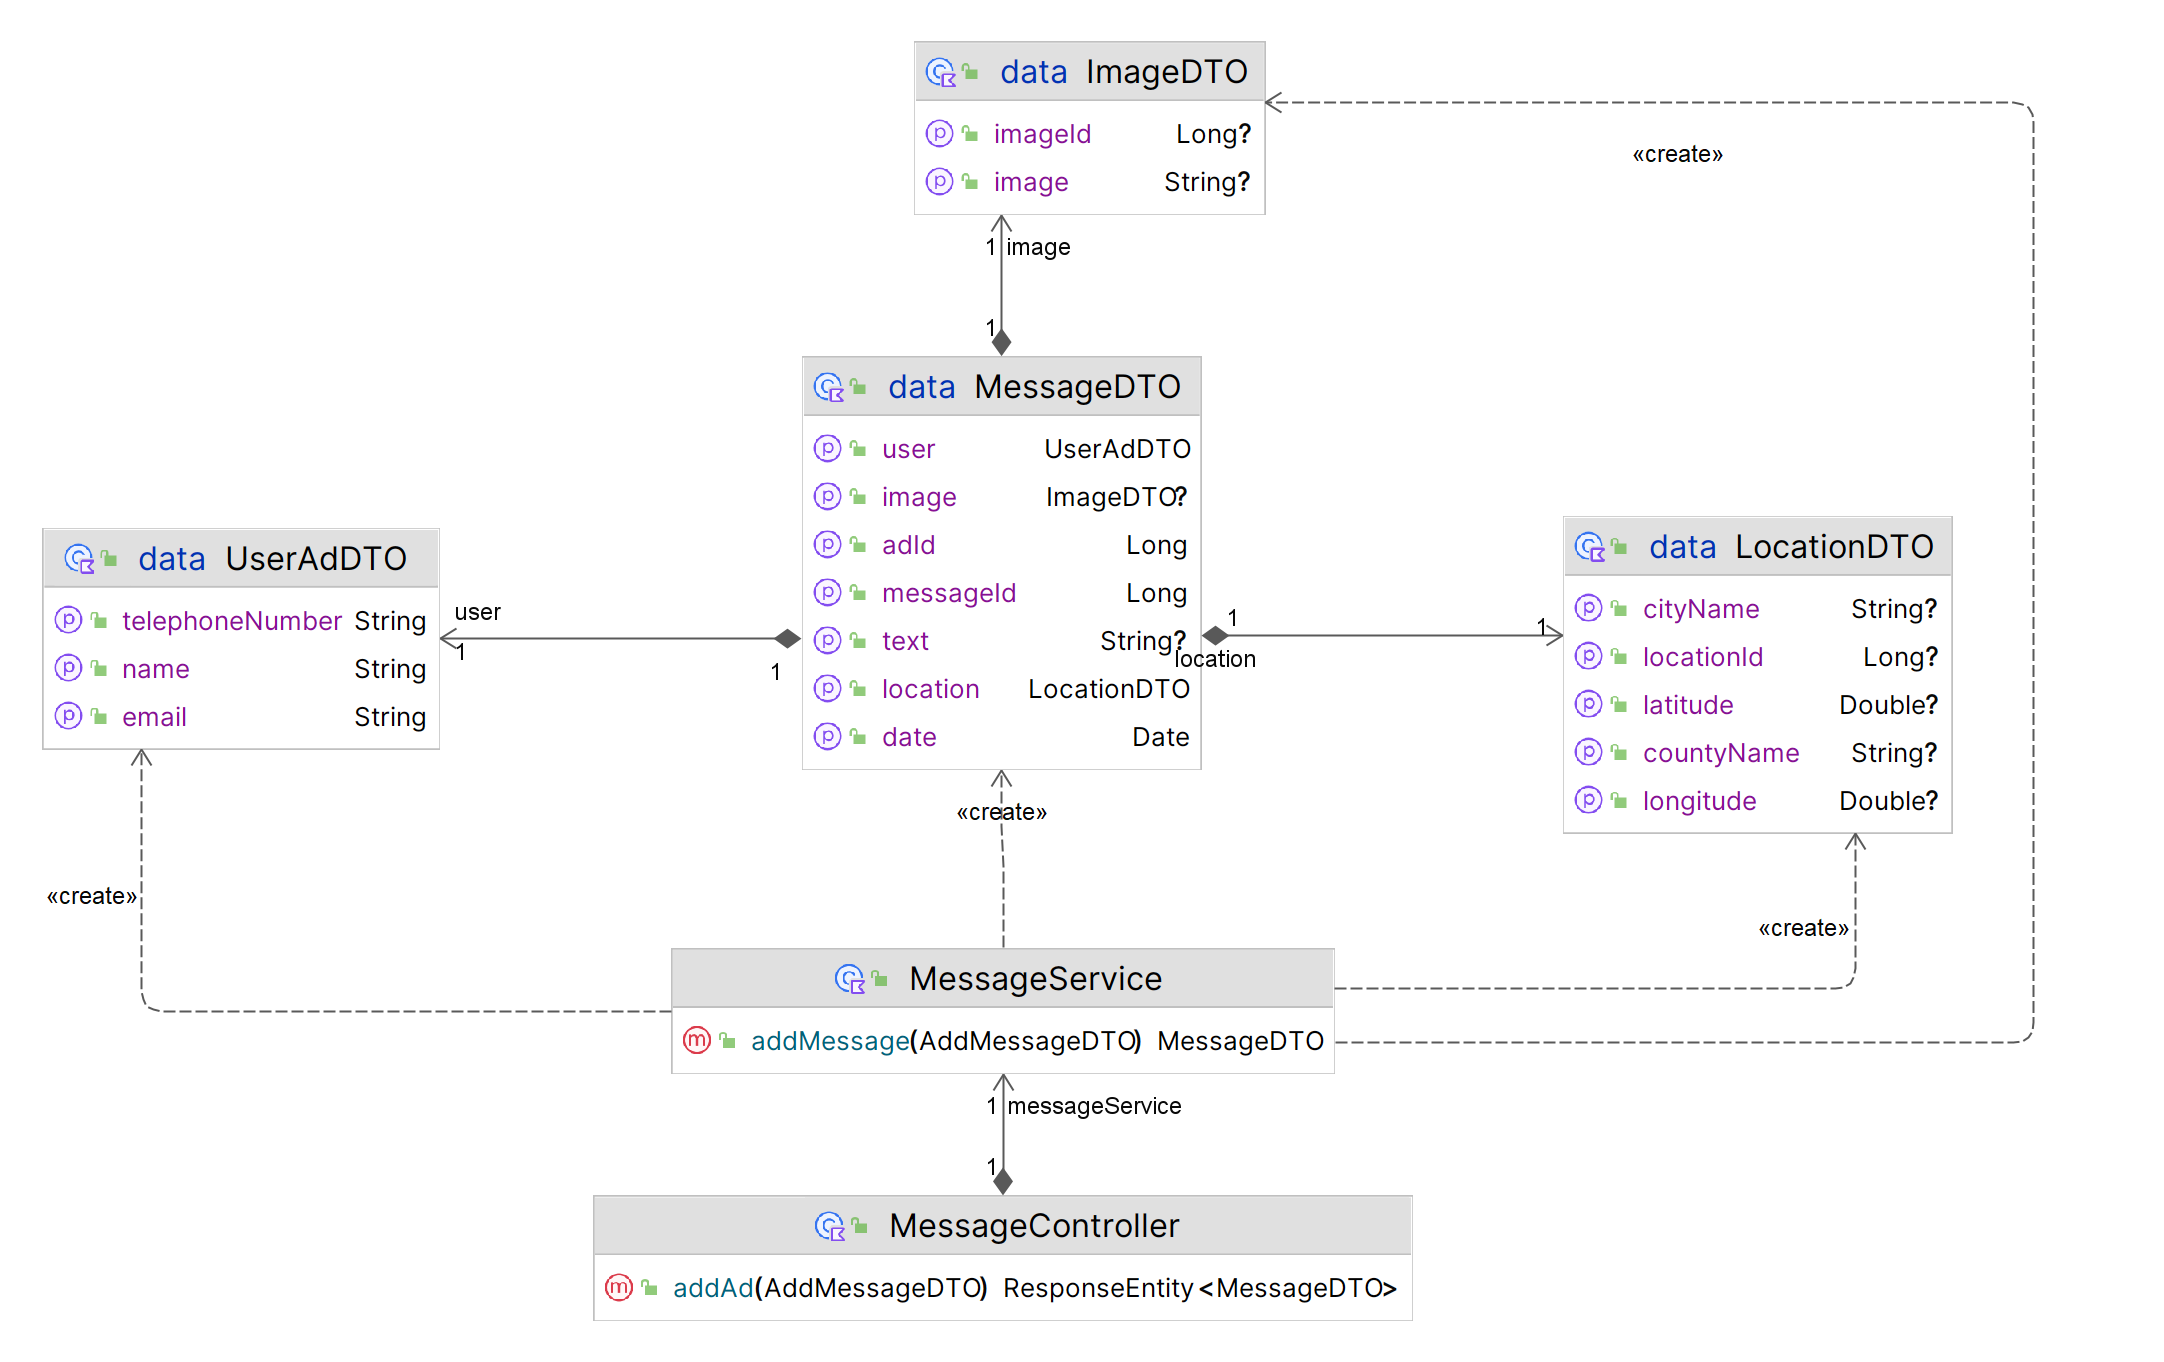 data ImageDTO
imageId Long?
image String?
«create»
1 image
1
data MessageDTO
user UserAdDTO
image ImageDTO?
adId Long
messageId Long
text String?
location LocationDTO
date Date
data UserAdDTO
telephoneNumber String
name String
email String
user
1
1
1
1
location
data LocationDTO
cityName String?
locationId Long?
latitude Double?
countyName String?
longitude Double?
«create»
«create»
«create»
MessageService
addMessage(AddMessageDTO) MessageDTO
1 messageService
1
MessageController
addAd(AddMessageDTO) ResponseEntity<MessageDTO>